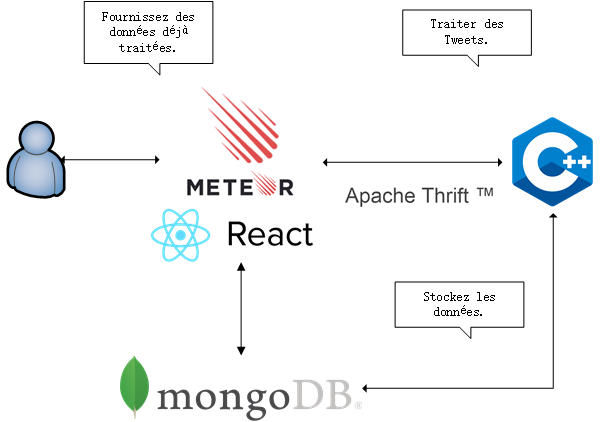 Fournissez des
données déjà
traitées.
Traiter des
Tweets.
METEOR
C++
Apache Thrift ™
React
Stockez les
données.
mongoDB®